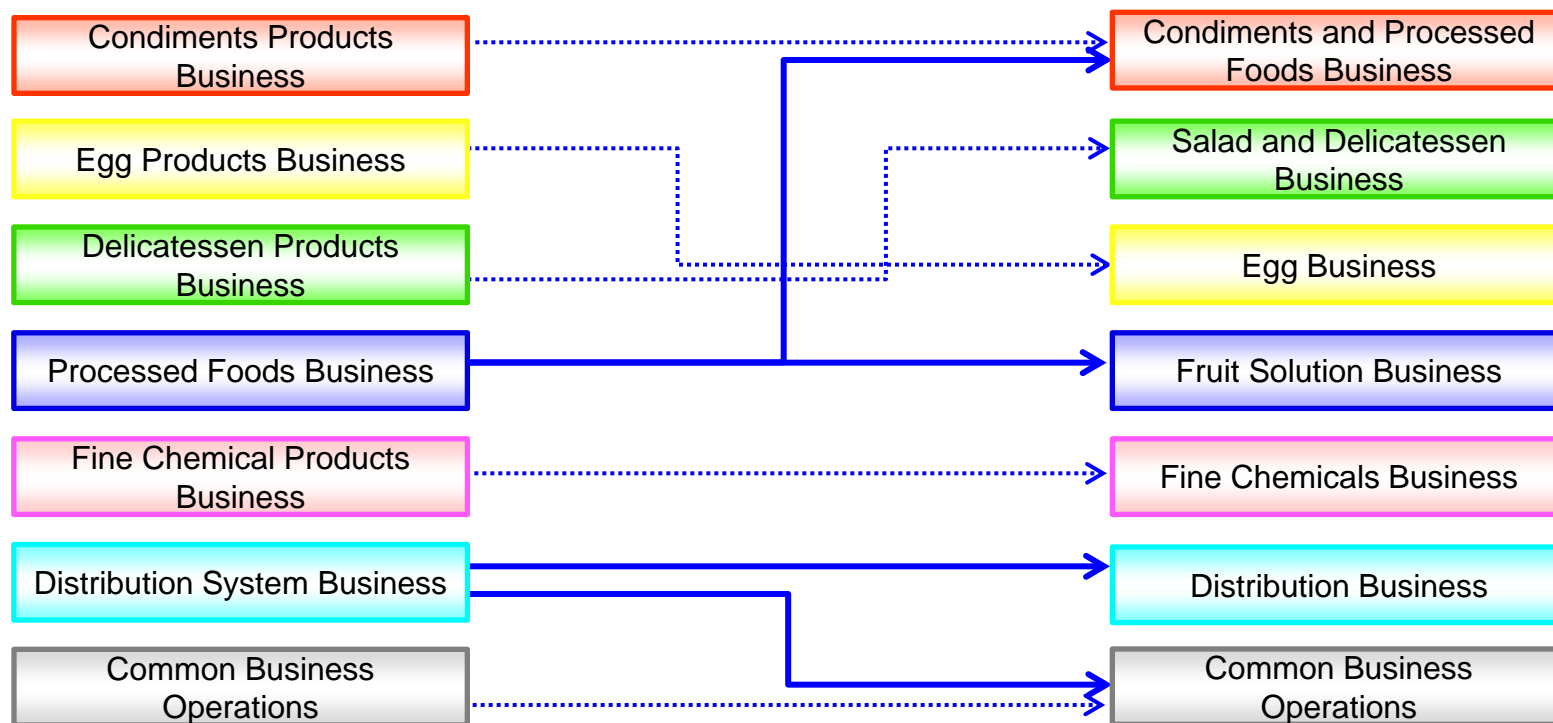 Condiments Products
Business
Condiments and Processed
Foods Business
Egg Products Business
Salad and Delicatessen
Business
Delicatessen Products
Business
Egg Business
Processed Foods Business
Fruit Solution Business
Fine Chemical Products
Business
Fine Chemicals Business
Distribution System Business
Distribution Business
Common Business
Operations
Common Business
Operations